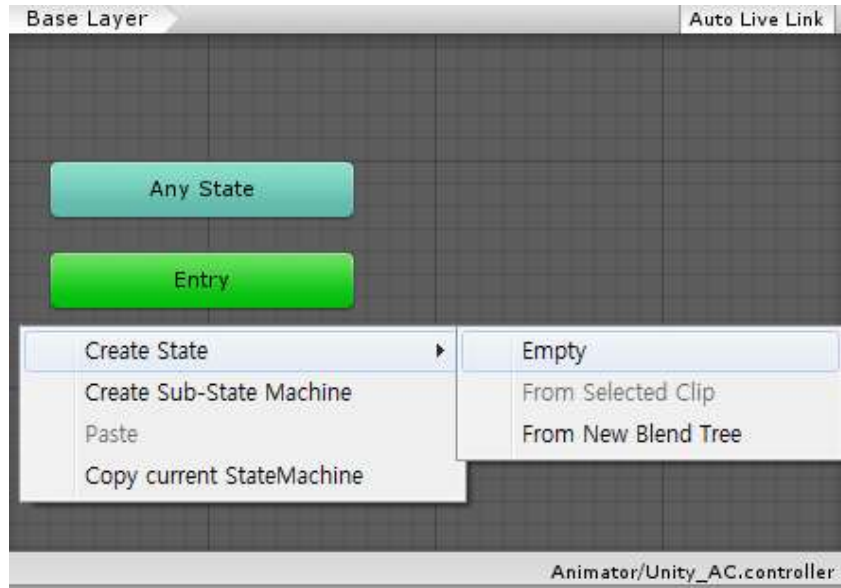 Base Layer
Auto Live Link
Any State
Entry
Create State
Create Sub-State Machine
Paste
Copy current StateMachine
Empty
From Selected Clip
From New Blend Tree
Animator/Unity_AC.controller